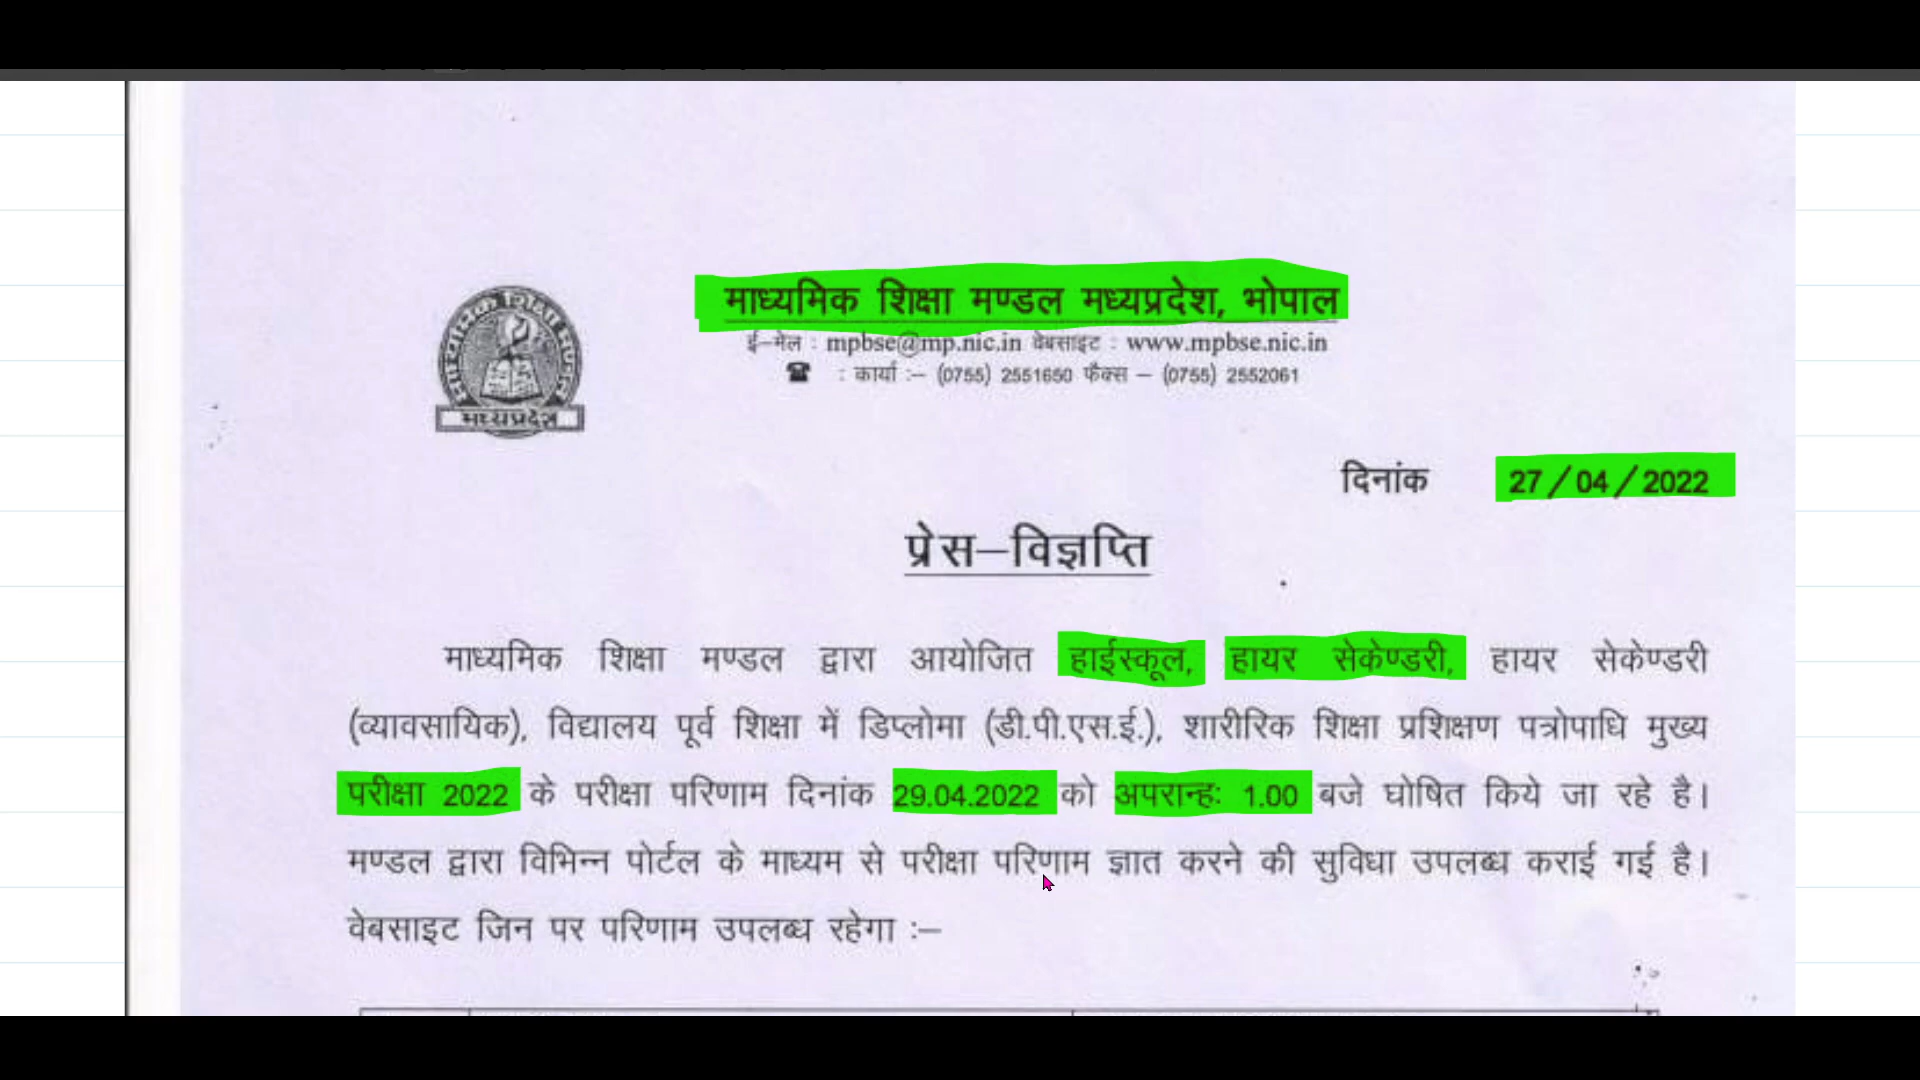 माध्यमिक शिक्षा मण्डल मध्यप्रदेश, भोपाल
ई–मेल : mpbse@mp.nic.in वेबसाइट : www.mpbse.nic.in
☎ : कार्या :– (0755) 2551650 फैक्स – (0755) 2552061
मध्यप्रदेश
दिनांक 27/04/2022
प्रेस–विज्ञप्ति
माध्यमिक शिक्षा मण्डल द्वारा आयोजित हाईस्कूल, हायर सेकेण्डरी, हायर सेकेण्डरी
(व्यावसायिक), विद्यालय पूर्व शिक्षा में डिप्लोमा (डी.पी.एस.ई.), शारीरिक शिक्षा प्रशिक्षण पत्रोपाधि मुख्य
परीक्षा 2022 के परीक्षा परिणाम दिनांक 29.04.2022 को अपरान्हः 1.00 बजे घोषित किये जा रहे है।
मण्डल द्वारा विभिन्न पोर्टल के माध्यम से परीक्षा परिणाम ज्ञात करने की सुविधा उपलब्ध कराई गई है।
वेबसाइट जिन पर परिणाम उपलब्ध रहेगा :–